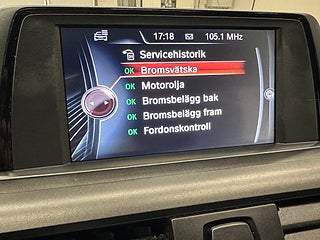 17:18 105.1 MHz
Servicehistorik
OK Bromsvätska
OK Motorolja
OK Bromsbelägg bak
OK Bromsbelägg fram
OK Fordonskontroll